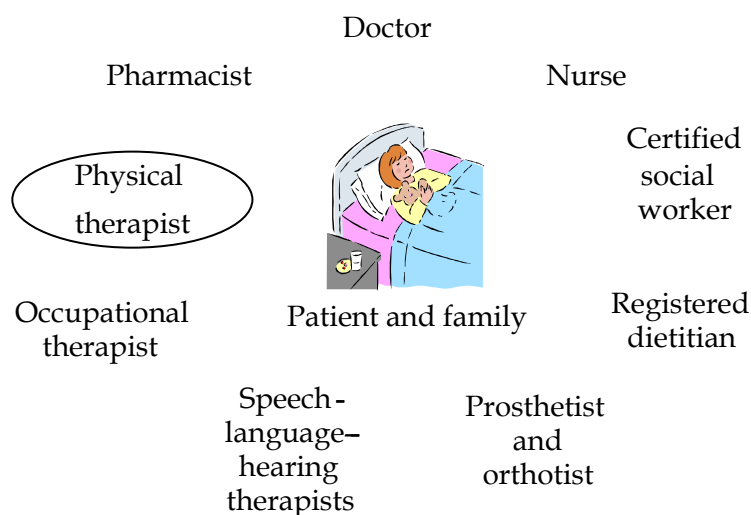 Doctor
Pharmacist
Nurse
Certified
social
worker
Physical
therapist
Occupational
therapist
Patient and family
Registered
dietitian
Speech-
language–
hearing
therapists
Prosthetist
and
orthotist